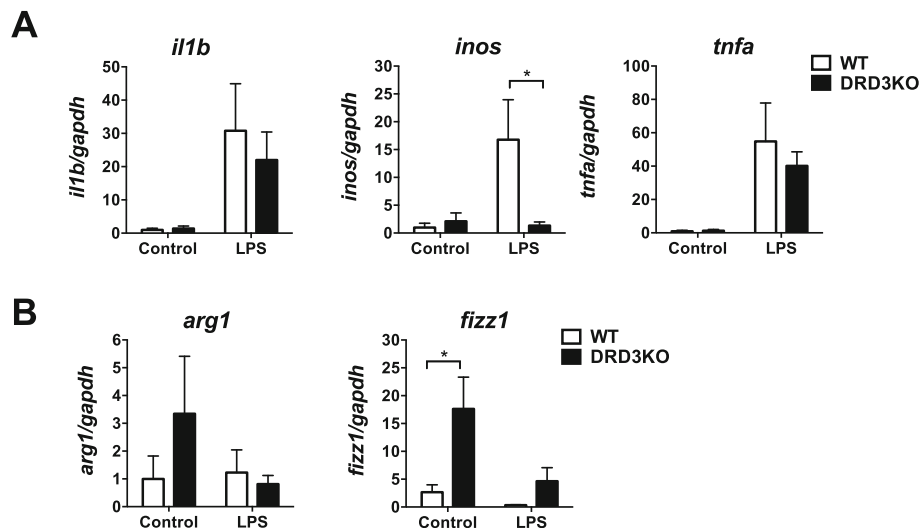 A
il1b
il1b/gapdh
50
40
30
20
10
0
Control
LPS
inos
inos/gapdh
30
25
20
15
10
5
0
*
Control
LPS
tnfa
tnfa/gapdh
100
80
60
40
20
0
Control
LPS
WT
DRD3KO
B
arg1
arg1/gapdh
6
5
4
3
2
1
0
Control
LPS
fizz1
fizz1/gapdh
30
25
20
15
10
5
0
*
Control
LPS
WT
DRD3KO